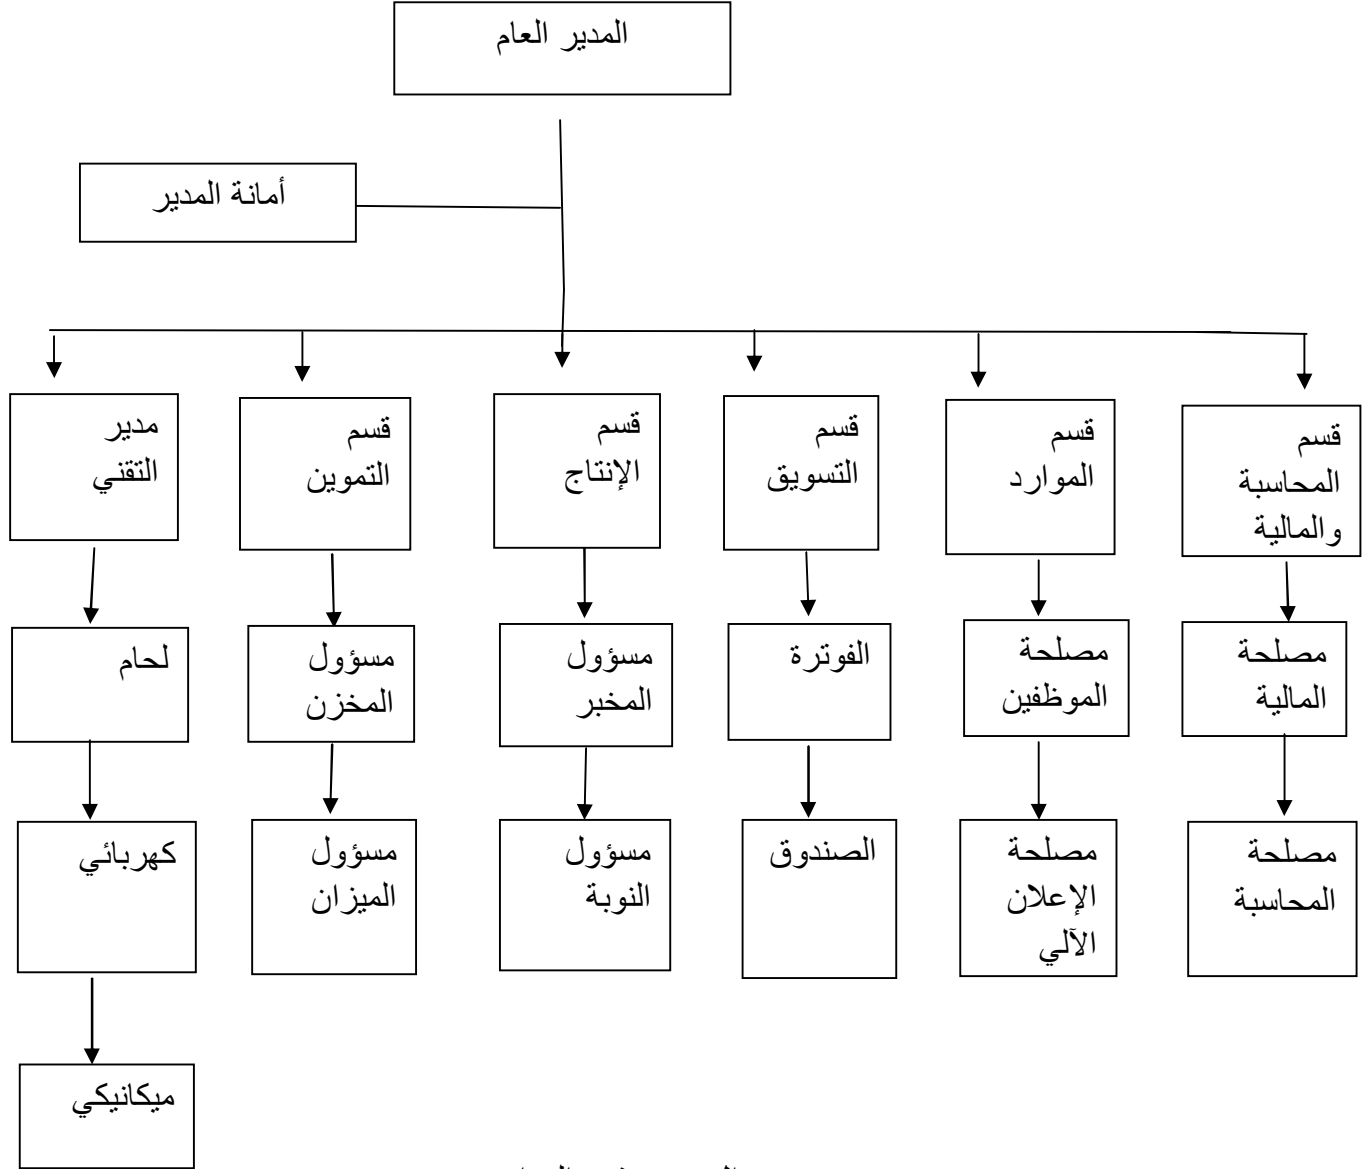 المدير العام
أمانة المدير
قسم
المحاسبة
والمالية
قسم
الموارد
قسم
التسويق
قسم
الإنتاج
قسم
التموين
مدير
التقني
مصلحة
المالية
مصلحة
الموظفين
الفوترة
مسؤول
المخبر
مسؤول
المخزن
لحام
مصلحة
المحاسبة
مصلحة
الإعلان
الآلي
الصندوق
مسؤول
النوبة
مسؤول
الميزان
كهربائي
ميكانيكي